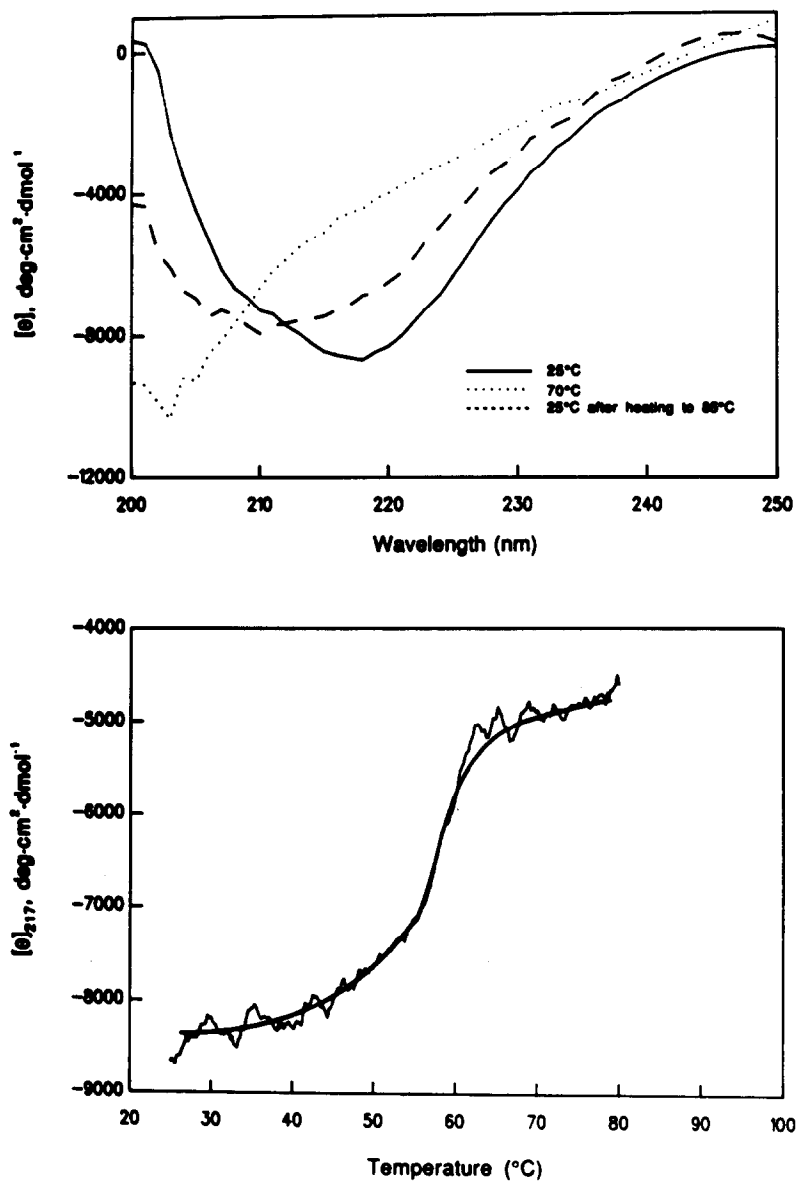 0
−4000
−8000
−12000
[θ], deg·cm²·dmol⁻¹
25°C
70°C
25°C after heating to 85°C
200 210 220 230 240 250
Wavelength (nm)
−4000
−5000
−6000
−7000
−8000
−9000
[θ]₂₁₇, deg·cm²·dmol⁻¹
20 30 40 50 60 70 80 90 100
Temperature (°C)